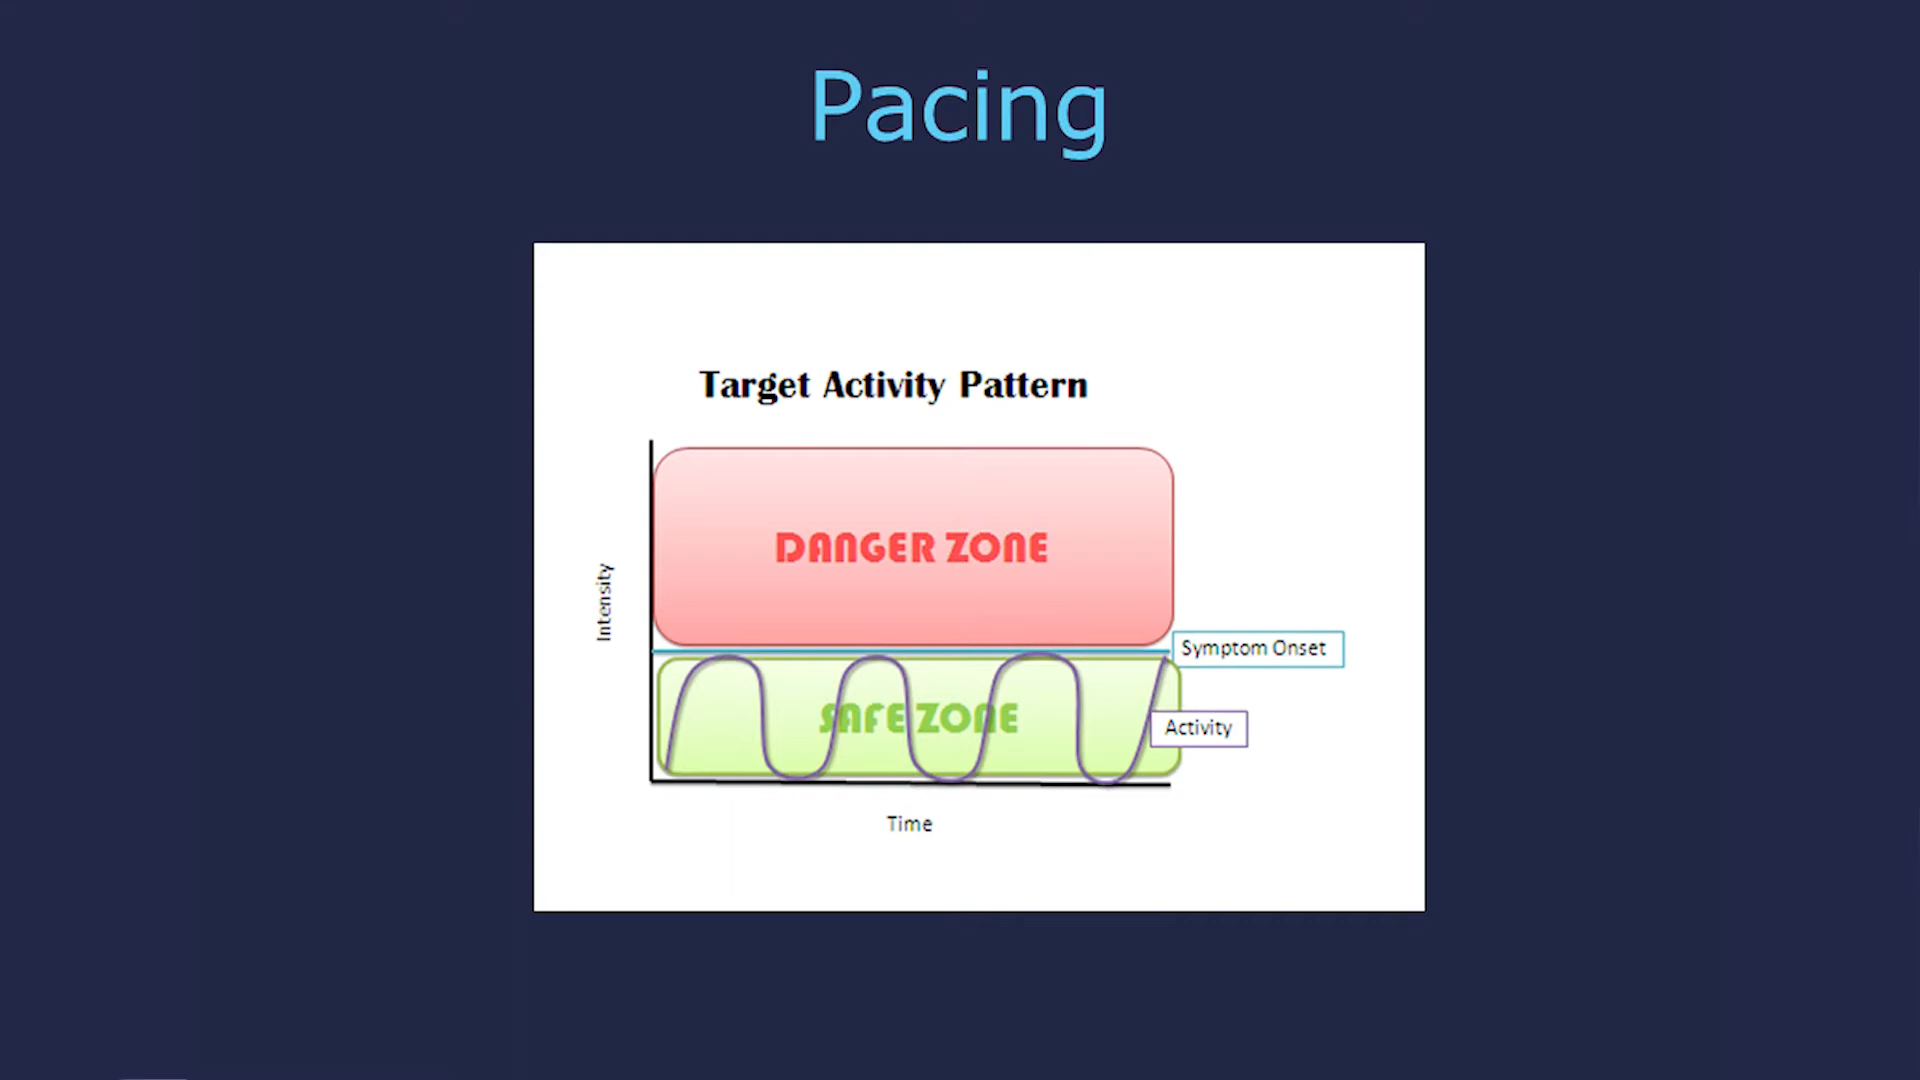 Pacing
Target Activity Pattern
DANGER ZONE
Intensity
Symptom Onset
SAFE ZONE
Activity
Time